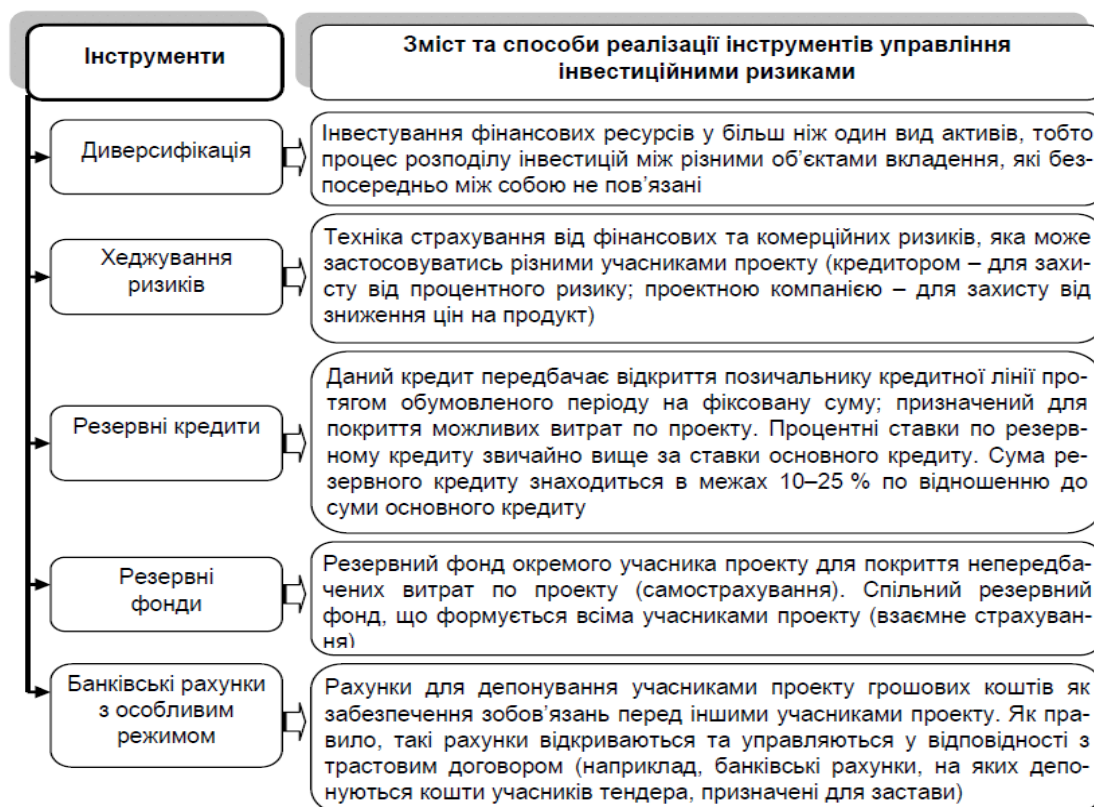 Інструменти
Зміст та способи реалізації інструментів управління
інвестиційними ризиками
Диверсифікація
Інвестування фінансових ресурсів у більш ніж один вид активів, тобто
процес розподілу інвестицій між різними об’єктами вкладення, які без-
посередньо між собою не пов’язані
Хеджування
ризиків
Техніка страхування від фінансових та комерційних ризиків, яка може
застосовуватись різними учасниками проекту (кредитором – для захи-
сту від процентного ризику; проектною компанією – для захисту від
зниження цін на продукт)
Резервні кредити
Даний кредит передбачає відкриття позичальнику кредитної лінії про-
тягом обумовленого періоду на фіксовану суму; призначений для
покриття можливих витрат по проекту. Процентні ставки по резерв-
ному кредиту звичайно вище за ставки основного кредиту. Сума ре-
зервного кредиту знаходиться в межах 10–25 % по відношенню до
суми основного кредиту
Резервні
фонди
Резервний фонд окремого учасника проекту для покриття непередба-
чених витрат по проекту (самострахування). Спільний резервний
фонд, що формується всіма учасниками проекту (взаємне страхуван-
ня)
Банківські рахунки
з особливим
режимом
Рахунки для депонування учасниками проекту грошових коштів як
забезпечення зобов’язань перед іншими учасниками проекту. Як пра-
вило, такі рахунки відкриваються та управляються у відповідності з
трастовим договором (наприклад, банківські рахунки, на яких депо-
нуються кошти учасників тендера, призначені для застави)